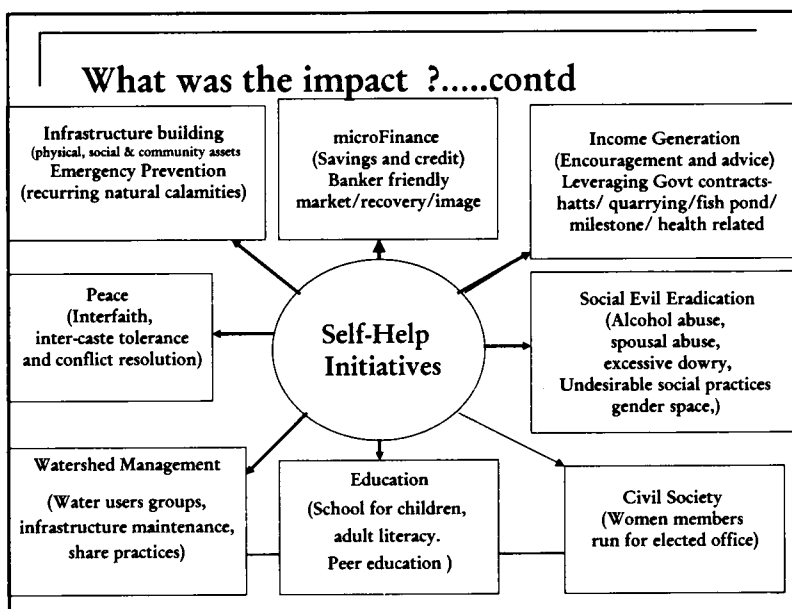 What was the impact ?.....contd
Infrastructure building
(physical, social & community assets
Emergency Prevention
(recurring natural calamities)
microFinance
(Savings and credit)
Banker friendly
market/recovery/image
Income Generation
(Encouragement and advice)
Leveraging Govt contracts-
hatts/ quarrying/fish pond/
milestone/ health related
Peace
(Interfaith,
inter-caste tolerance
and conflict resolution)
Self-Help
Initiatives
Social Evil Eradication
(Alcohol abuse,
spousal abuse,
excessive dowry,
Undesirable social practices
gender space,)
Watershed Management
(Water users groups,
infrastructure maintenance,
share practices)
Education
(School for children,
adult literacy.
Peer education )
Civil Society
(Women members
run for elected office)